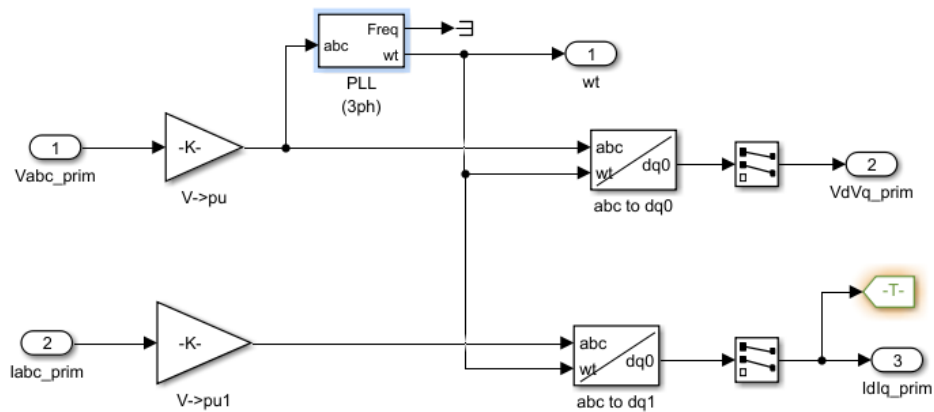 Freq
abc
wt
PLL
(3ph)
1
wt
1
Vabc_prim
-K-
V->pu
abc
wt
dq0
abc to dq0
2
VdVq_prim
-T-
2
Iabc_prim
-K-
V->pu1
abc
wt
dq0
abc to dq1
3
IdIq_prim